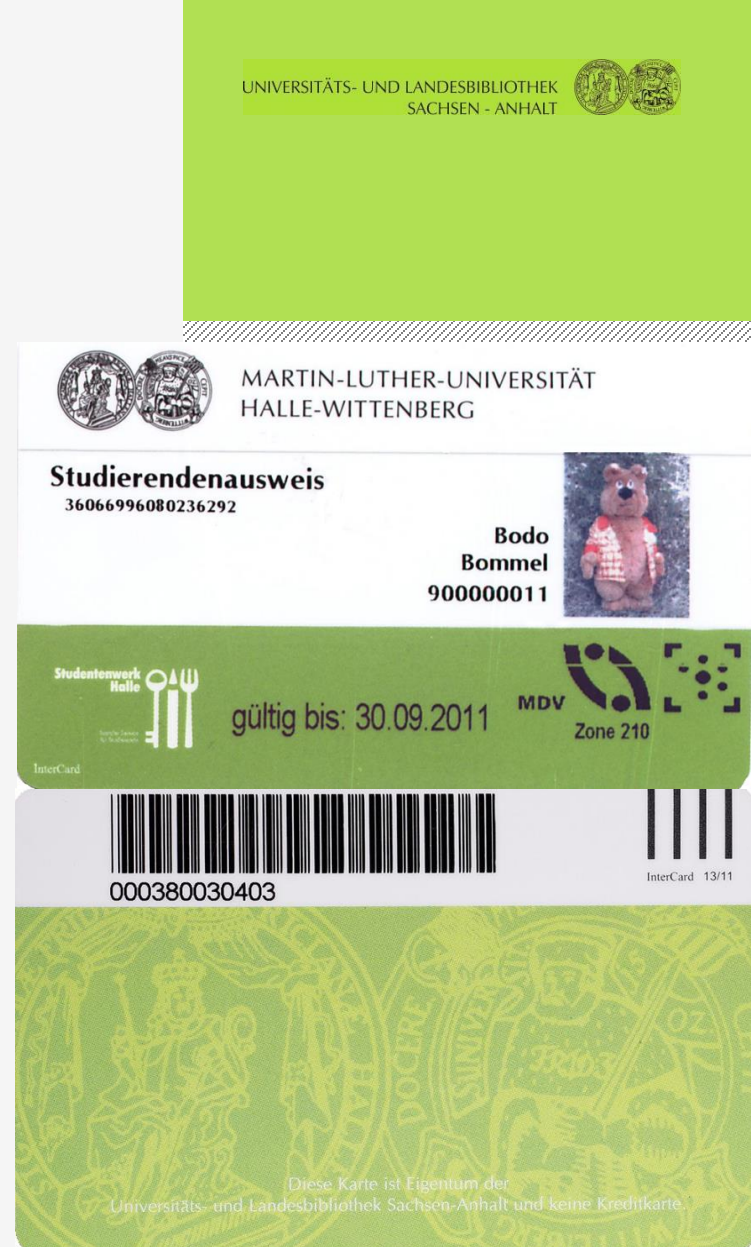 UNIVERSITÄTS- UND LANDESBIBLIOTHEK
SACHSEN - ANHALT
MARTIN-LUTHER-UNIVERSITÄT
HALLE-WITTENBERG
Studierendenausweis
36066996080236292
Bodo
Bommel
900000011
Studentenwerk
Halle
gültig bis: 30.09.2011
MDV
Zone 210
InterCard
000380030403
InterCard 13/11
DOCERE
Diese Karte ist Eigentum der
Universitäts- und Landesbibliothek Sachsen-Anhalt und keine Kreditkarte.